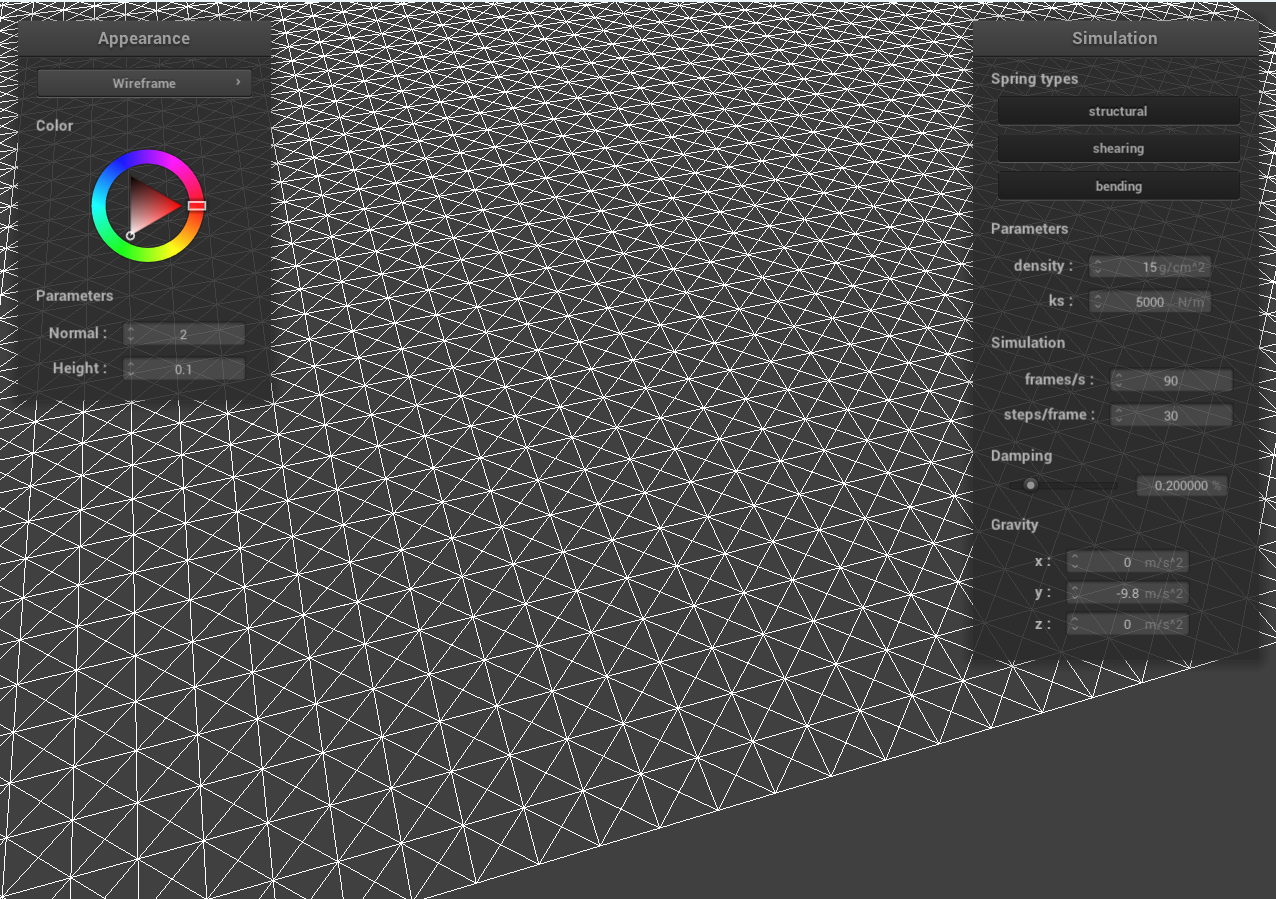 Appearance
Wireframe ›
Color
Parameters
Normal : 2
Height : 0.1
Simulation
Spring types
structural
shearing
bending
Parameters
density : 15 g/cm^2
ks : 5000 N/m
Simulation
frames/s : 90
steps/frame : 30
Damping
0.200000 %
Gravity
x : 0 m/s^2
y : -9.8 m/s^2
z : 0 m/s^2